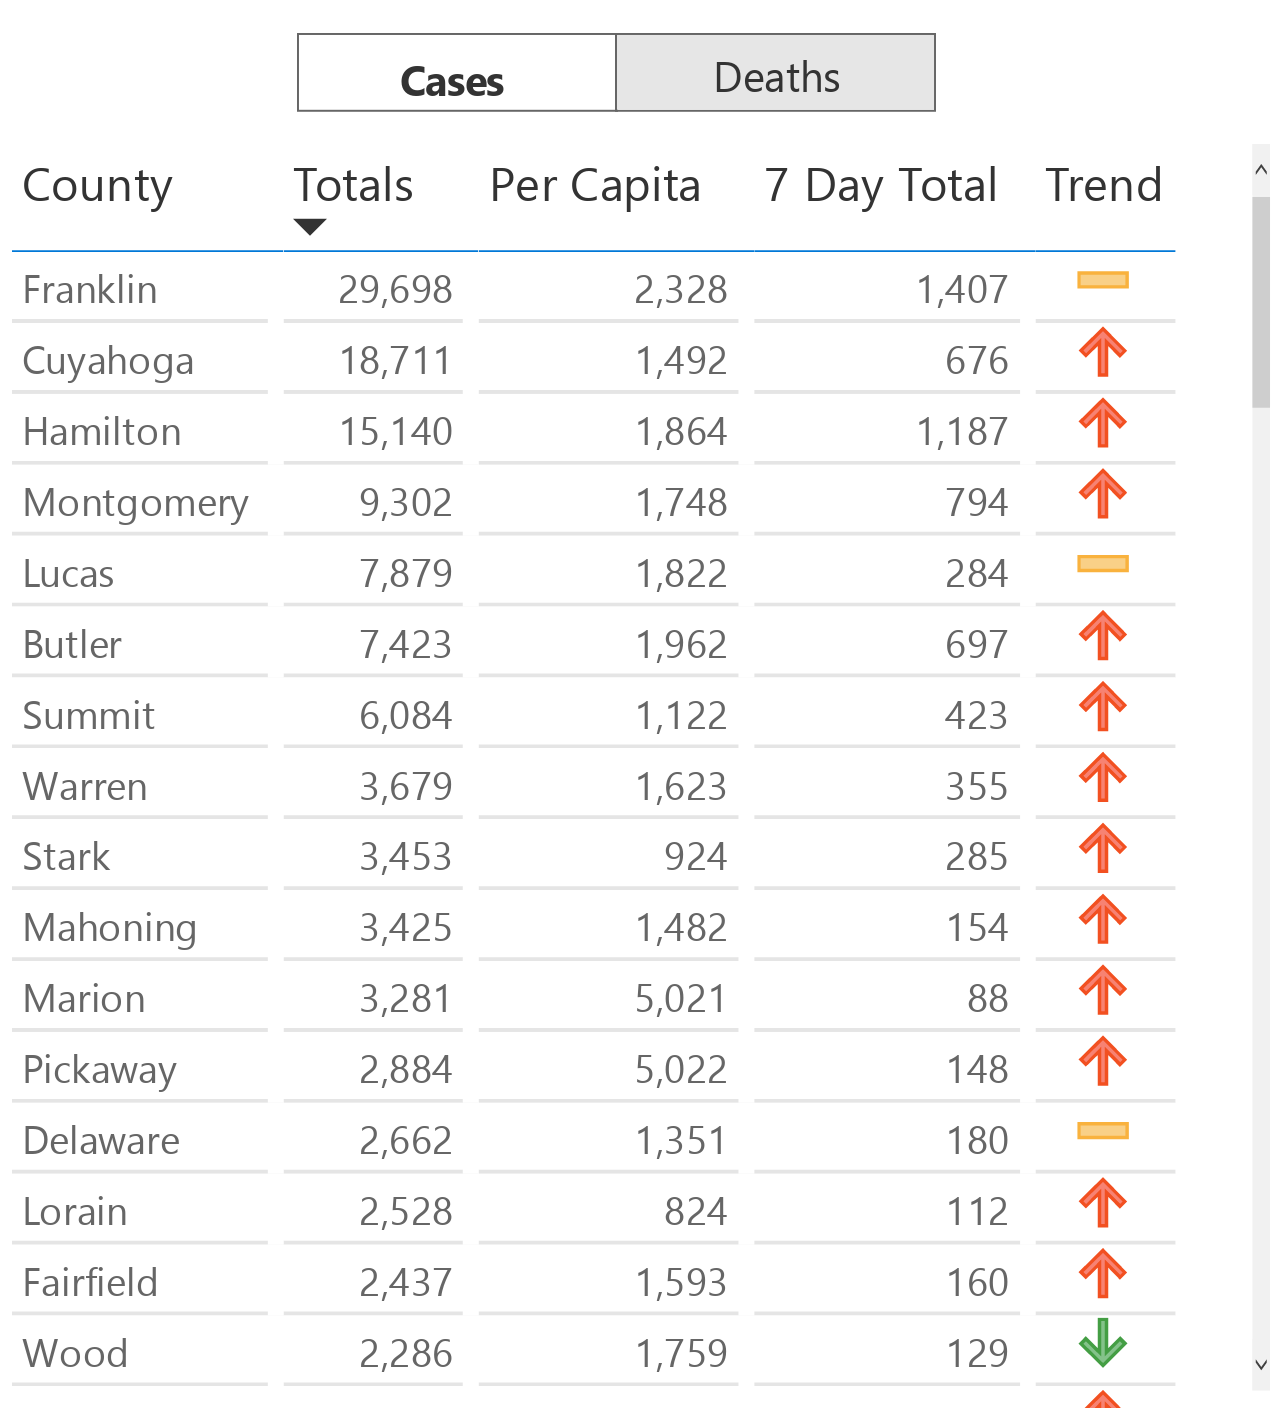 Cases Deaths
County Totals Per Capita 7 Day Total Trend
Franklin 29,698 2,328 1,407
Cuyahoga 18,711 1,492 676
Hamilton 15,140 1,864 1,187
Montgomery 9,302 1,748 794
Lucas 7,879 1,822 284
Butler 7,423 1,962 697
Summit 6,084 1,122 423
Warren 3,679 1,623 355
Stark 3,453 924 285
Mahoning 3,425 1,482 154
Marion 3,281 5,021 88
Pickaway 2,884 5,022 148
Delaware 2,662 1,351 180
Lorain 2,528 824 112
Fairfield 2,437 1,593 160
Wood 2,286 1,759 129